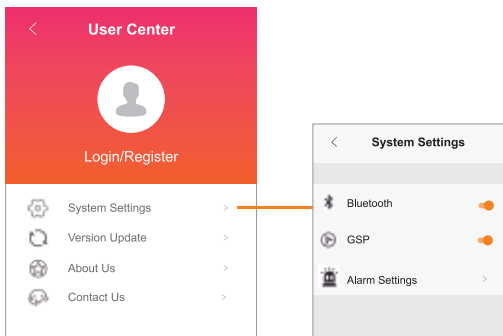 User Center
Login/Register
System Settings
Version Update
About Us
Contact Us
System Settings
Bluetooth
GSP
Alarm Settings